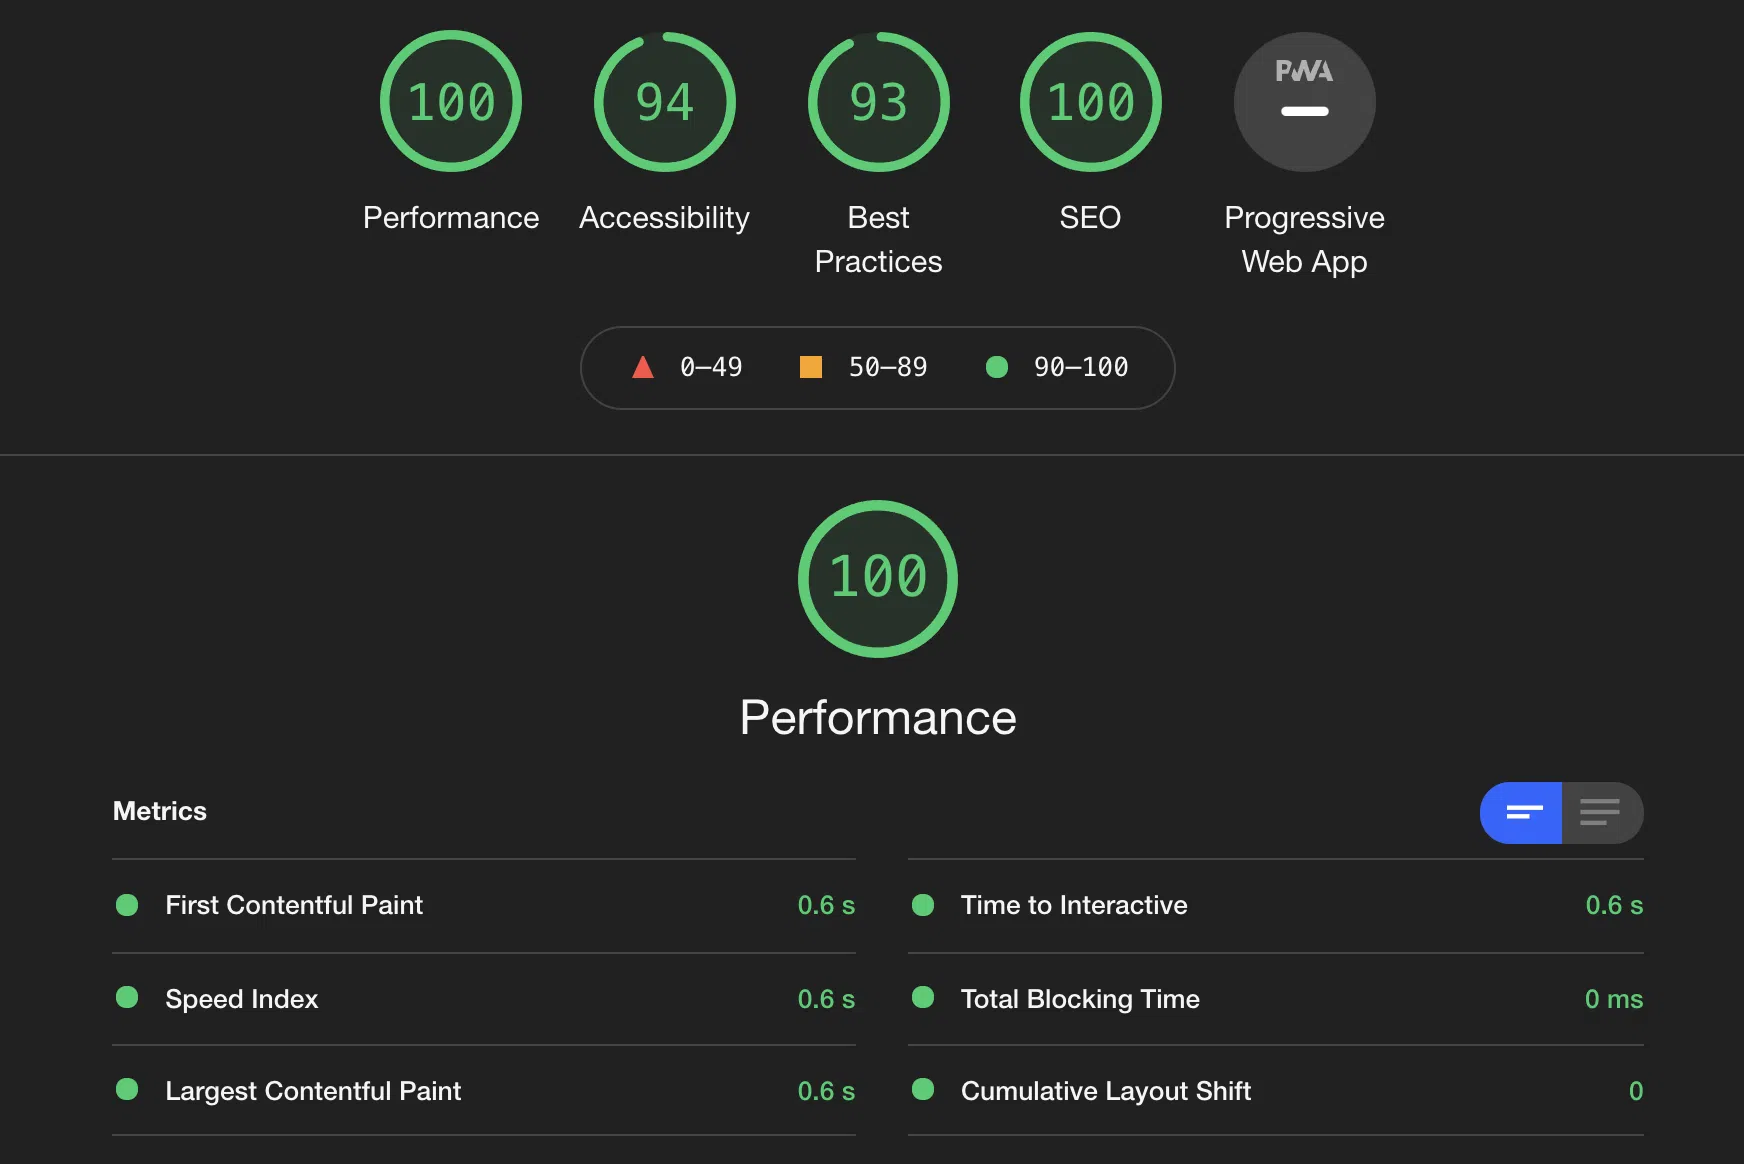 100
94
93
100
PWA
Performance
Accessibility
Best
Practices
SEO
Progressive
Web App
0–49
50–89
90–100
100
Performance
Metrics
First Contentful Paint 0.6 s
Time to Interactive 0.6 s
Speed Index 0.6 s
Total Blocking Time 0 ms
Largest Contentful Paint 0.6 s
Cumulative Layout Shift 0